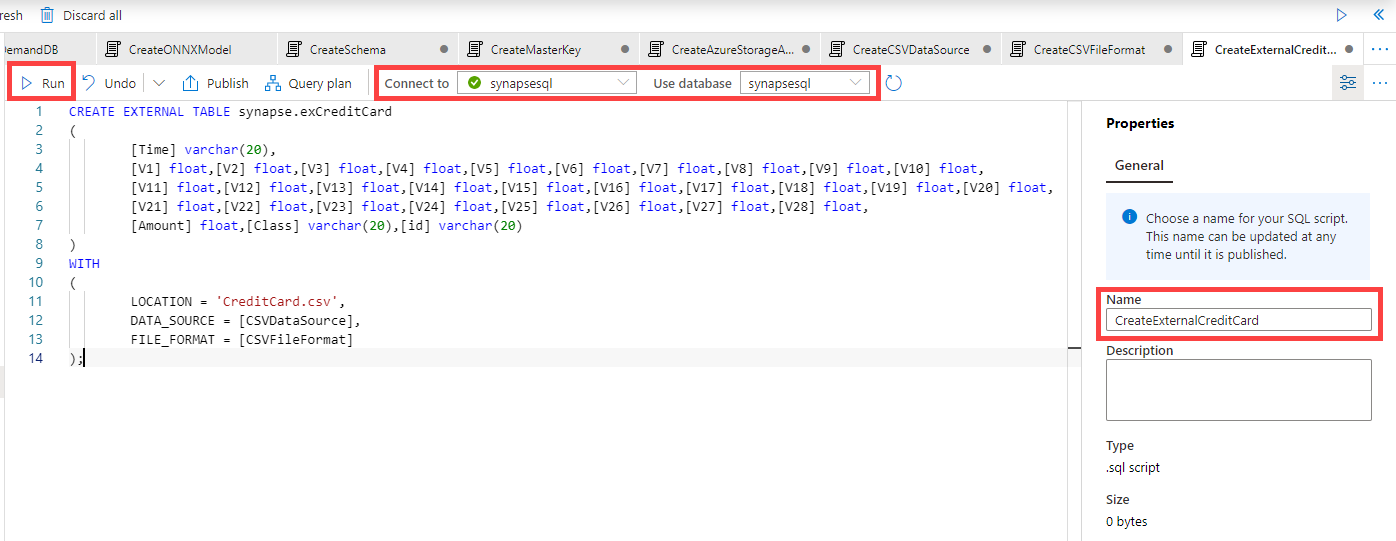 resh Discard all
demandDB CreateONNXModel CreateSchema CreateMasterKey CreateAzureStorageA... CreateCSVDataSource CreateCSVFileFormat CreateExternalCredit...
Run Undo Publish Query plan Connect to synapsesql Use database synapsesql
1 CREATE EXTERNAL TABLE synapse.exCreditCard
2 (
3 [Time] varchar(20),
4 [V1] float,[V2] float,[V3] float,[V4] float,[V5] float,[V6] float,[V7] float,[V8] float,[V9] float,[V10] float,
5 [V11] float,[V12] float,[V13] float,[V14] float,[V15] float,[V16] float,[V17] float,[V18] float,[V19] float,[V20] float,
6 [V21] float,[V22] float,[V23] float,[V24] float,[V25] float,[V26] float,[V27] float,[V28] float,
7 [Amount] float,[Class] varchar(20),[id] varchar(20)
8 )
9 WITH
10 (
11 LOCATION = 'CreditCard.csv',
12 DATA_SOURCE = [CSVDataSource],
13 FILE_FORMAT = [CSVFileFormat]
14 );
Properties
General
Choose a name for your SQL script.
This name can be updated at any
time until it is published.
Name
CreateExternalCreditCard
Description
Type
.sql script
Size
0 bytes